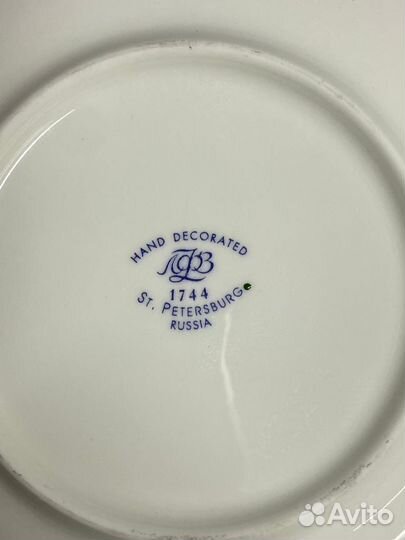 HAND DECORATED
ЛФЗ
1744
ST. PETERSBURG
RUSSIA
Avito